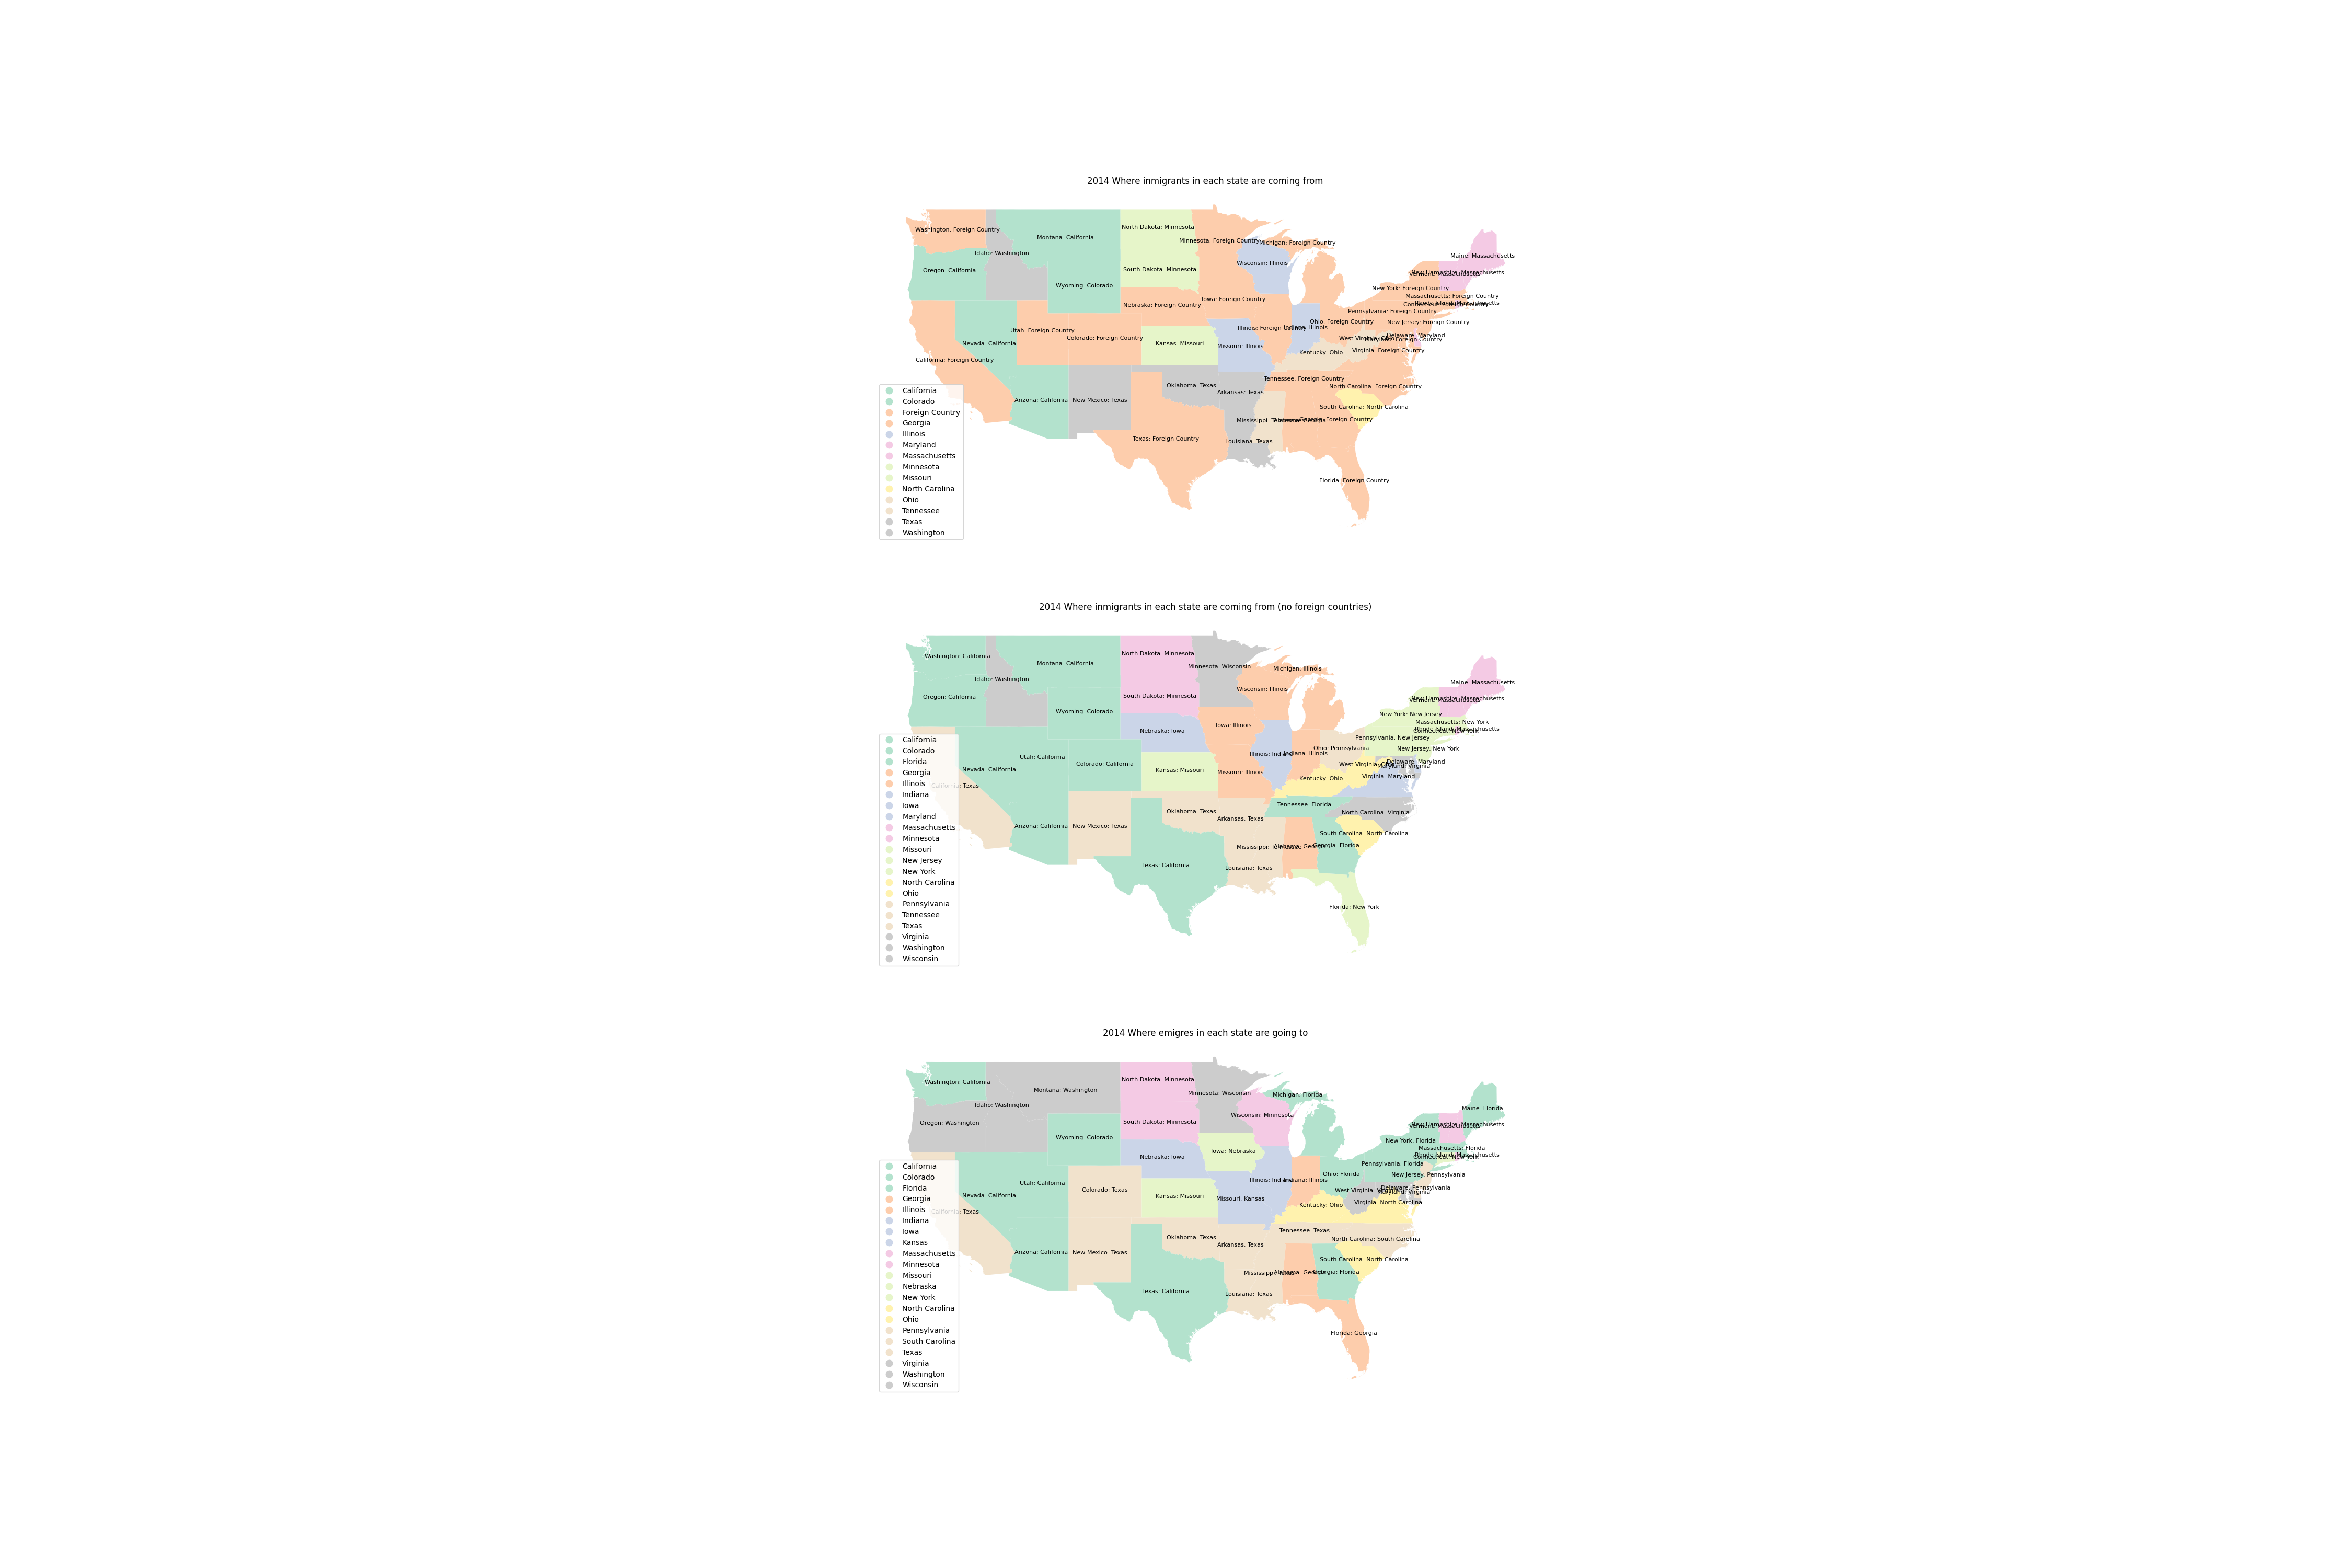 2014 Where inmigrants in each state are coming from
Washington: Foreign Country
Montana: California
North Dakota: Minnesota
Minnesota: Foreign Country
Michigan: Foreign Country
Idaho: Washington
Maine: Massachusetts
Wisconsin: Illinois
Oregon: California
South Dakota: Minnesota
New Hampshire: Massachusetts
Vermont: Massachusetts
Wyoming: Colorado
New York: Foreign Country
Iowa: Foreign Country
Massachusetts: Foreign Country
Nebraska: Foreign Country
Rhode Island: Massachusetts
Connecticut: Foreign Country
Pennsylvania: Foreign Country
Ohio: Foreign Country
New Jersey: Foreign Country
Utah: Foreign Country
Illinois: Foreign Country
Indiana: Illinois
Colorado: Foreign Country
Delaware: Maryland
West Virginia: Ohio
Maryland: Foreign Country
Nevada: California
Kansas: Missouri
Missouri: Illinois
Virginia: Foreign Country
Kentucky: Ohio
California: Foreign Country
Tennessee: Foreign Country
Oklahoma: Texas
North Carolina: Foreign Country
Arkansas: Texas
Arizona: California
New Mexico: Texas
South Carolina: North Carolina
Mississippi: Tennessee
Alabama: Georgia
Georgia: Foreign Country
Texas: Foreign Country
Louisiana: Texas
Florida: Foreign Country
California
Colorado
Foreign Country
Georgia
Illinois
Maryland
Massachusetts
Minnesota
Missouri
North Carolina
Ohio
Tennessee
Texas
Washington
2014 Where inmigrants in each state are coming from (no foreign countries)
Washington: California
Montana: California
North Dakota: Minnesota
Minnesota: Wisconsin
Michigan: Illinois
Idaho: Washington
Maine: Massachusetts
Wisconsin: Illinois
Oregon: California
South Dakota: Minnesota
New Hampshire: Massachusetts
Vermont: Massachusetts
Wyoming: Colorado
New York: New Jersey
Iowa: Illinois
Massachusetts: New York
Nebraska: Iowa
Rhode Island: Massachusetts
Connecticut: New York
Pennsylvania: New Jersey
Ohio: Pennsylvania
New Jersey: New York
Utah: California
Illinois: Indiana
Indiana: Illinois
Colorado: California
Delaware: Maryland
West Virginia: Ohio
Maryland: Virginia
Nevada: California
Kansas: Missouri
Missouri: Illinois
Virginia: Maryland
Kentucky: Ohio
California: Texas
Tennessee: Florida
Oklahoma: Texas
North Carolina: Virginia
Arkansas: Texas
Arizona: California
New Mexico: Texas
South Carolina: North Carolina
Mississippi: Tennessee
Alabama: Georgia
Georgia: Florida
Texas: California
Louisiana: Texas
Florida: New York
California
Colorado
Florida
Georgia
Illinois
Indiana
Iowa
Maryland
Massachusetts
Minnesota
Missouri
New Jersey
New York
North Carolina
Ohio
Pennsylvania
Tennessee
Texas
Virginia
Washington
Wisconsin
2014 Where emigres in each state are going to
Washington: California
Montana: Washington
North Dakota: Minnesota
Minnesota: Wisconsin
Michigan: Florida
Idaho: Washington
Maine: Florida
Wisconsin: Minnesota
Oregon: Washington
South Dakota: Minnesota
New Hampshire: Massachusetts
Vermont: Massachusetts
Wyoming: Colorado
New York: Florida
Iowa: Nebraska
Massachusetts: Florida
Nebraska: Iowa
Rhode Island: Massachusetts
Connecticut: New York
Pennsylvania: Florida
Ohio: Florida
New Jersey: Pennsylvania
Utah: California
Illinois: Indiana
Indiana: Illinois
Colorado: Texas
Delaware: Pennsylvania
West Virginia: Virginia
Maryland: Virginia
Nevada: California
Kansas: Missouri
Missouri: Kansas
Virginia: North Carolina
Kentucky: Ohio
California: Texas
Tennessee: Texas
Oklahoma: Texas
North Carolina: South Carolina
Arkansas: Texas
Arizona: California
New Mexico: Texas
South Carolina: North Carolina
Mississippi: Texas
Alabama: Georgia
Georgia: Florida
Texas: California
Louisiana: Texas
Florida: Georgia
California
Colorado
Florida
Georgia
Illinois
Indiana
Iowa
Kansas
Massachusetts
Minnesota
Missouri
Nebraska
New York
North Carolina
Ohio
Pennsylvania
South Carolina
Texas
Virginia
Washington
Wisconsin